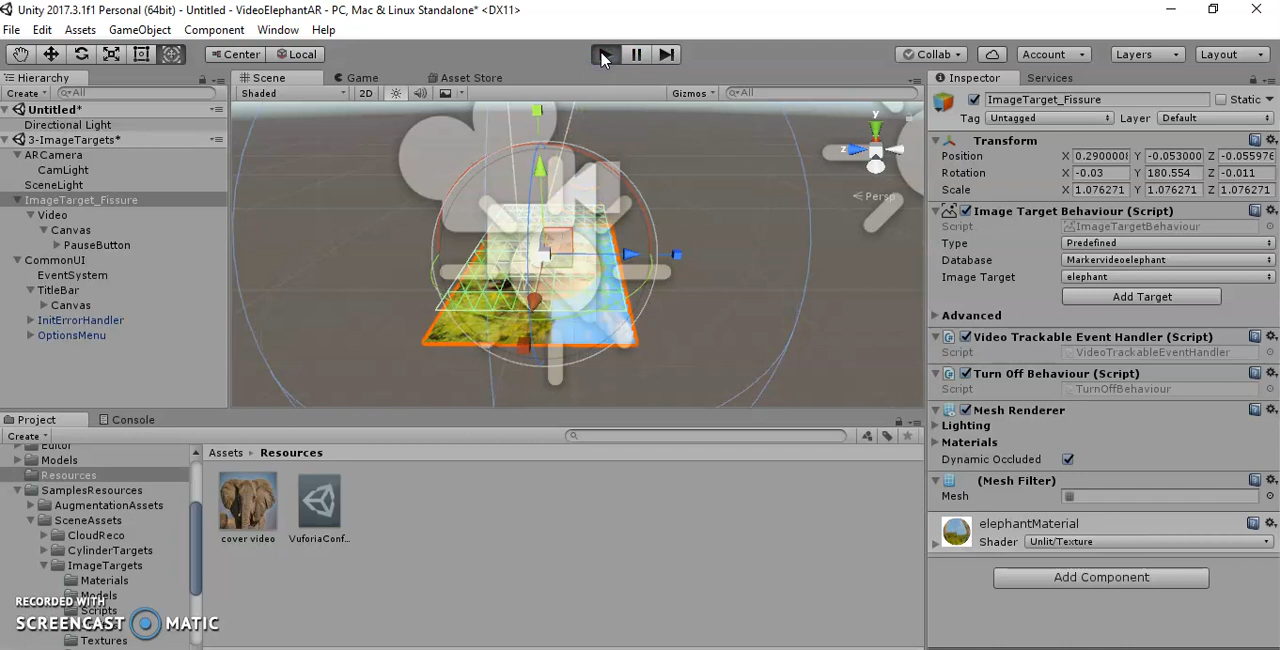 Unity 2017.3.1f1 Personal (64bit) - Untitled - VideoElephantAR - PC, Mac & Linux Standalone* <DX11>
File Edit Assets GameObject Component Window Help
Center Local Collab Account Layers Layout
Hierarchy
Create All
Untitled*
Directional Light
3-ImageTargets*
ARCamera
CamLight
SceneLight
ImageTarget_Fissure
Video
Canvas
PauseButton
CommonUI
EventSystem
TitleBar
Canvas
InitErrorHandler
OptionsMenu
Scene Game Asset Store
Shaded 2D Gizmos All
y
z
Persp
Inspector Services
ImageTarget_Fissure Static
Tag Untagged Layer Default
Transform
Position X 0.2900000 Y -0.053000 Z -0.055976
Rotation X -0.03 Y 180.554 Z -0.011
Scale X 1.076271 Y 1.076271 Z 1.076271
Image Target Behaviour (Script)
Script ImageTargetBehaviour
Type Predefined
Database Markervideoelephant
Image Target elephant
Add Target
Advanced
Video Trackable Event Handler (Script)
Script VideoTrackableEventHandler
Turn Off Behaviour (Script)
Script TurnOffBehaviour
Mesh Renderer
Lighting
Materials
Dynamic Occluded
(Mesh Filter)
Mesh
elephantMaterial
Shader Unlit/Texture
Add Component
Project Console
Create
Editor
Models
Resources
SamplesResources
AugmentationAssets
SceneAssets
CloudReco
CylinderTargets
ImageTargets
Materials
Models
Scripts
Textures
Assets Resources
cover video VuforiaConf...
RECORDED WITH
SCREENCAST MATIC